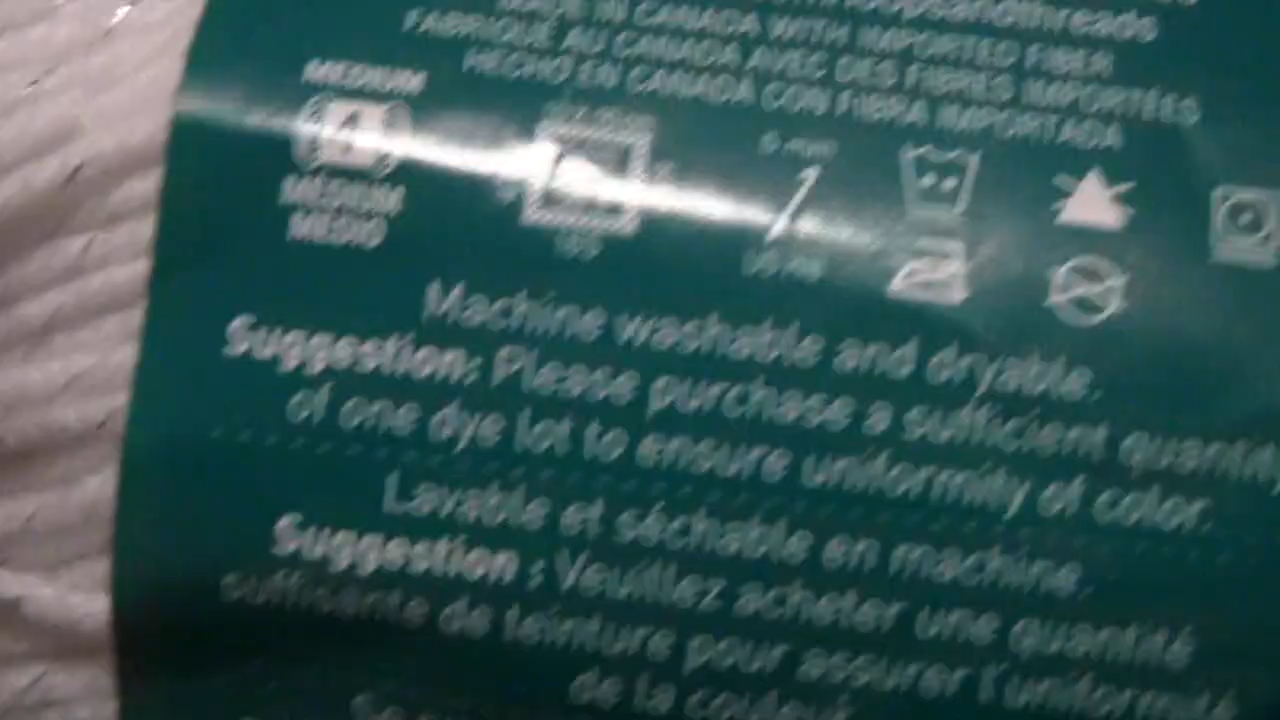 MADE IN CANADA WITH IMPORTED FIBER
FABRIQUÉ AU CANADA AVEC DES FIBRES IMPORTÉES
HECHO EN CANADA CON FIBRA IMPORTADA
MEDIUM
4
MEDIUM
MEDIO
Machine washable and dryable.
Suggestion: Please purchase a sufficient quantity
of one dye lot to ensure uniformity of color.
Lavable et séchable en machine.
Suggestion : Veuillez acheter une quantité
suffisante de teinture pour assurer l'uniformité
de la couleur